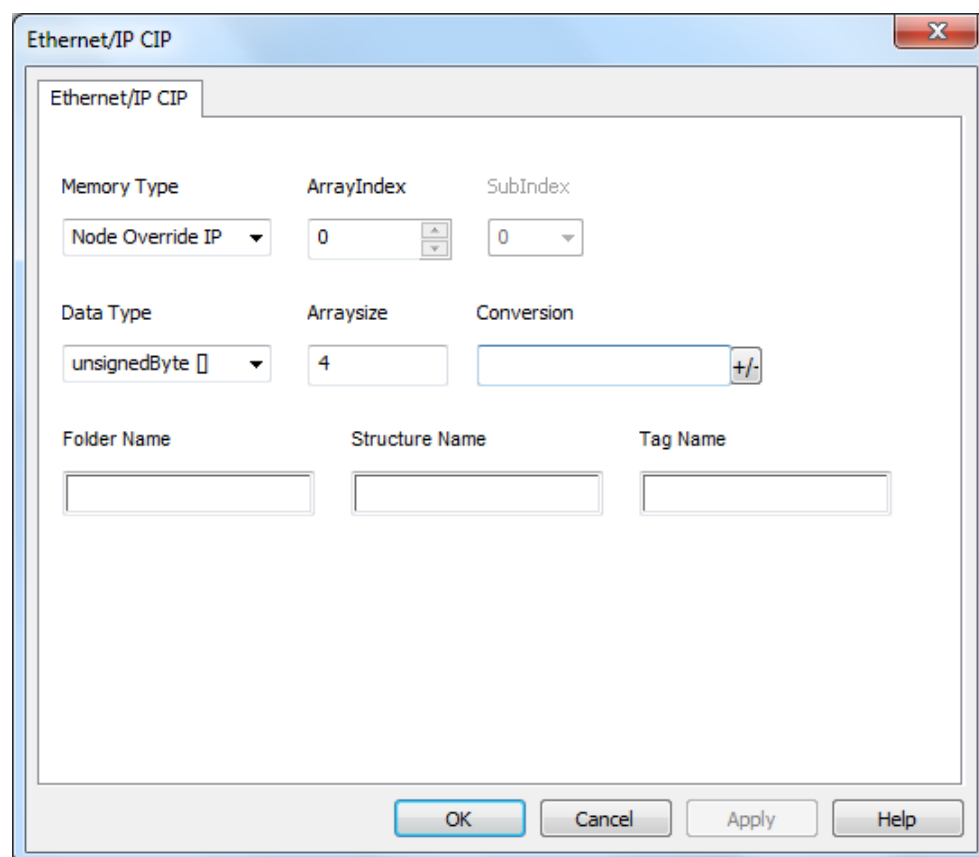 Ethernet/IP CIP
Ethernet/IP CIP
Memory Type ArrayIndex SubIndex
Node Override IP 0 0
Data Type Arraysize Conversion
unsignedByte [] 4 +/-
Folder Name Structure Name Tag Name
OK Cancel Apply Help